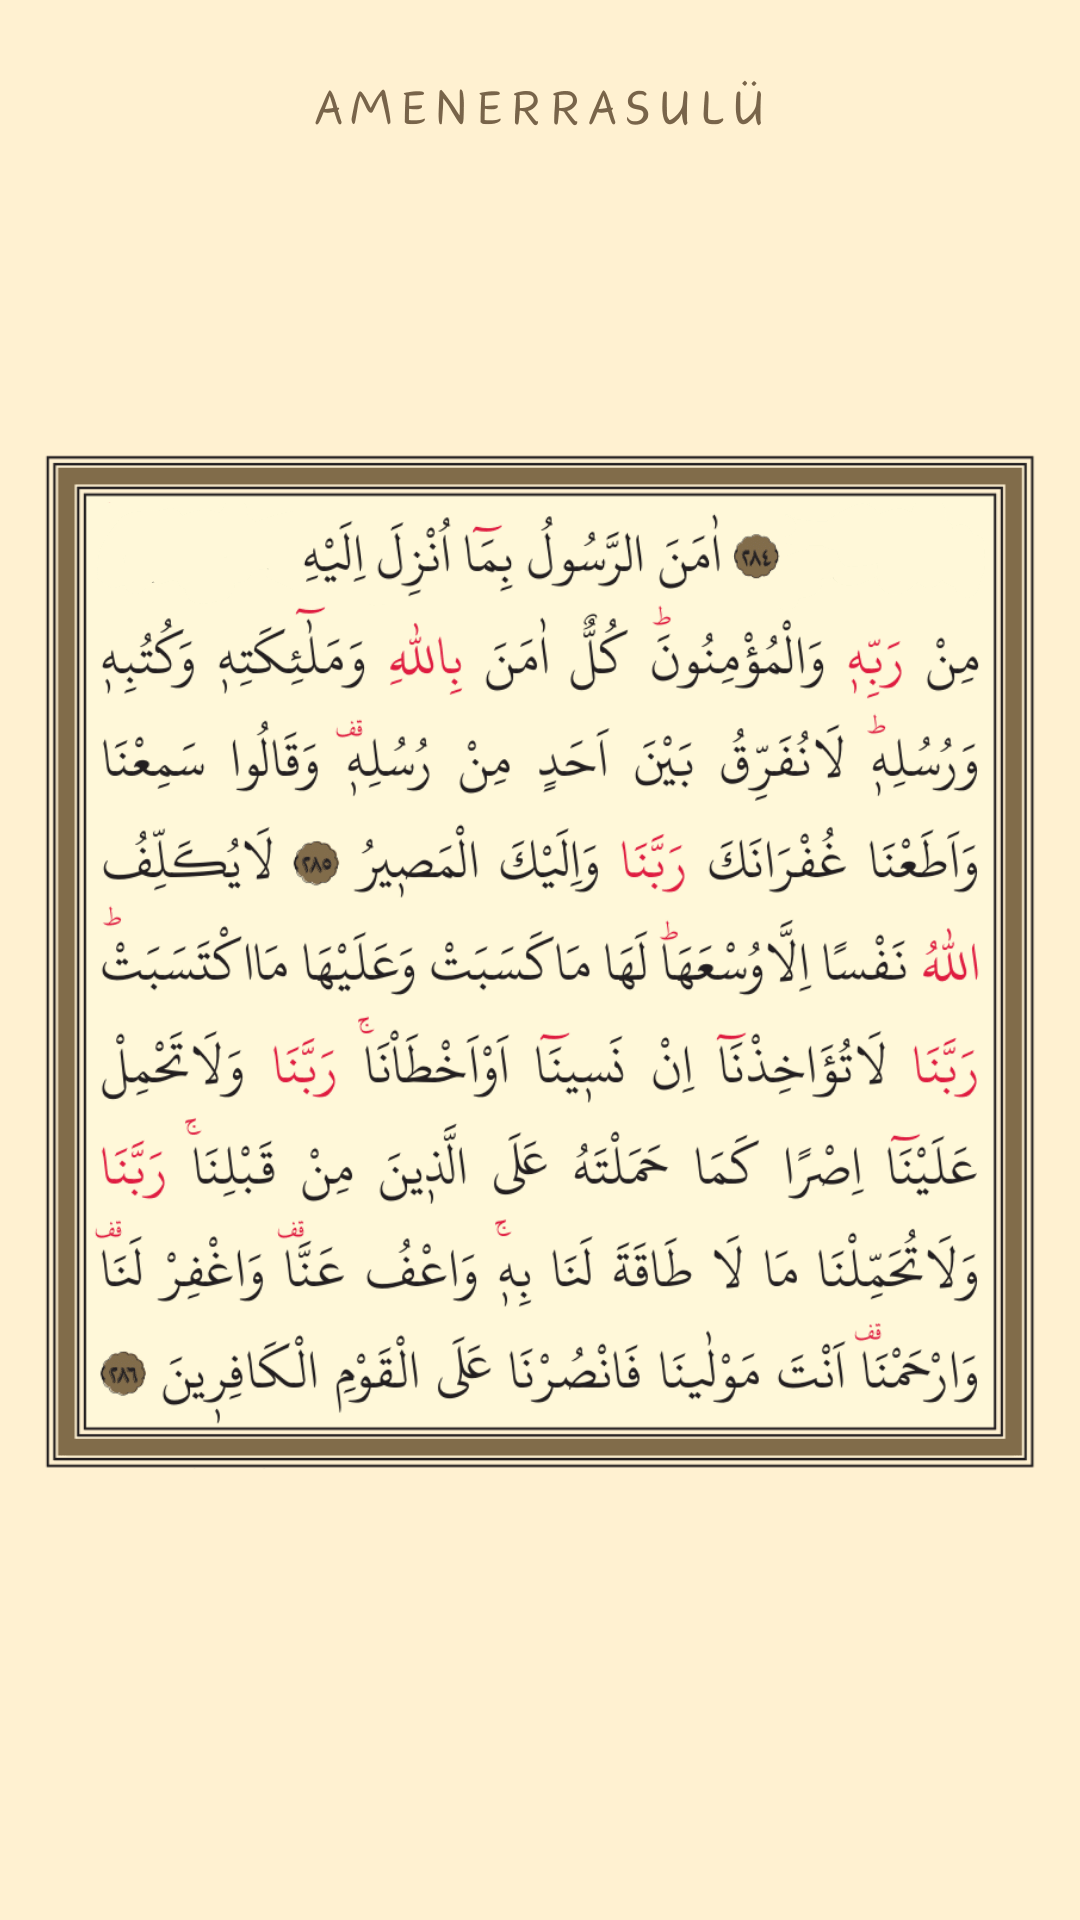 AMENERRASULÜ
﴿٢٨٤﴾ اٰمَنَ الرَّسُولُ بِمَٓا اُنْزِلَ اِلَيْهِ
مِنْ رَبِّهٖ وَالْمُؤْمِنُونَؕ كُلٌّ اٰمَنَ بِاللّٰهِ وَمَلٰٓئِكَتِهٖ وَكُتُبِهٖ
وَرُسُلِهٖؕ لَانُفَرِّقُ بَيْنَ اَحَدٍ مِنْ رُسُلِهٖ قف وَقَالُوا سَمِعْنَا
وَاَطَعْنَا غُفْرَانَكَ رَبَّنَا وَاِلَيْكَ الْمَصٖيرُ ﴿٢٨٥﴾ لَايُكَلِّفُ
اللّٰهُ نَفْسًا اِلَّاوُسْعَهَاؕ لَهَا مَاكَسَبَتْ وَعَلَيْهَا مَااكْتَسَبَتْؕ
رَبَّنَا لَاتُؤَاخِذْنَٓا اِنْ نَسٖينَٓا اَوْاَخْطَاْنَاۚ رَبَّنَا وَلَاتَحْمِلْ
عَلَيْنَٓا اِصْرًا كَمَا حَمَلْتَهُ عَلَى الَّذٖينَ مِنْ قَبْلِنَاۚ رَبَّنَا
وَلَاتُحَمِّلْنَا مَا لَا طَاقَةَ لَنَا بِهٖۚ وَاعْفُ عَنَّا قف وَاغْفِرْ لَنَا قف
وَارْحَمْنَا قف اَنْتَ مَوْلٰينَا فَانْصُرْنَا عَلَى الْقَوْمِ الْكَافِرٖينَ ﴿٢٨٦﴾